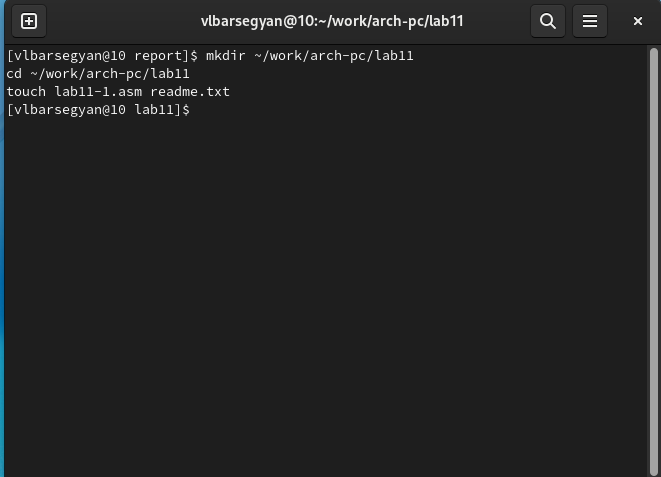 vlbarsegyan@10:~/work/arch-pc/lab11
[vlbarsegyan@10 report]$ mkdir ~/work/arch-pc/lab11
cd ~/work/arch-pc/lab11
touch lab11-1.asm readme.txt
[vlbarsegyan@10 lab11]$